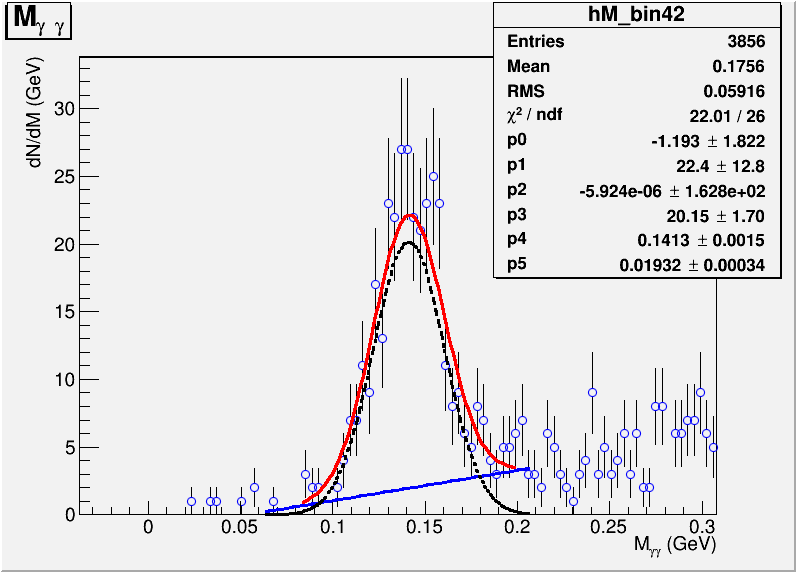 Mγ γ
hM_bin42
Entries 3856
Mean 0.1756
RMS 0.05916
χ² / ndf 22.01 / 26
p0 -1.193 ± 1.822
p1 22.4 ± 12.8
p2 -5.924e-06 ± 1.628e+02
p3 20.15 ± 1.70
p4 0.1413 ± 0.0015
p5 0.01932 ± 0.00034
dN/dM (GeV)
30
25
20
15
10
5
0
0 0.05 0.1 0.15 0.2 0.25 0.3
Mγγ (GeV)